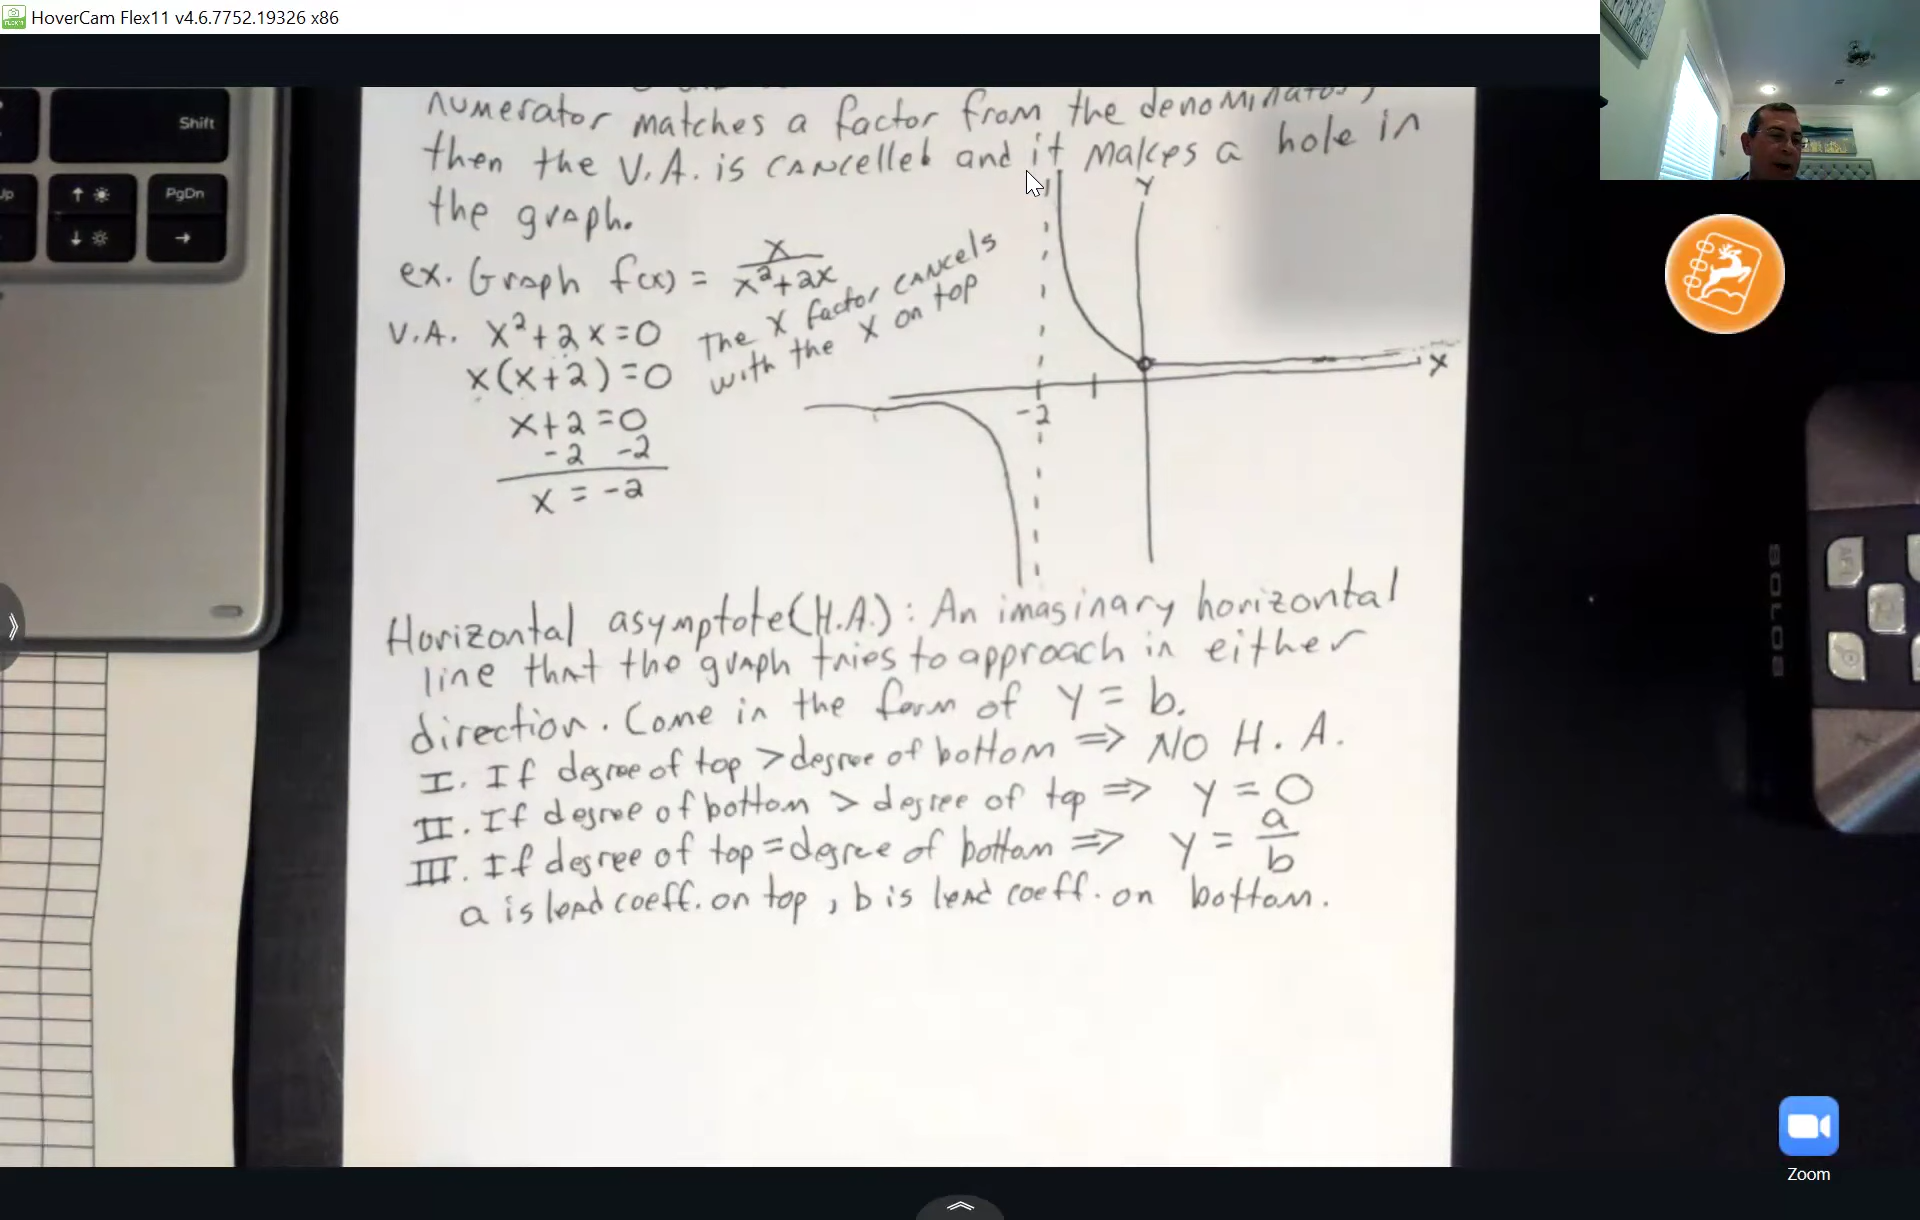 HoverCam Flex11 v4.6.7752.19326 x86
Shift
PgDn
numerator matches a factor from the denominator,
then the V.A. is cancelled and it makes a hole in
the graph.
ex. Graph f(x) = x / x²+2x
The x factor cancels
with the x on top
V.A. x²+2x=0
x(x+2)=0
x+2=0
-2 -2
x = -2
Y
X
-2
Horizontal asymptote (H.A.): An imaginary horizontal
line that the graph tries to approach in either
direction. Come in the form of y = b.
I. If degree of top > degree of bottom ⇒ NO H.A.
II. If degree of bottom > degree of top ⇒ y = 0
III. If degree of top = degree of bottom ⇒ y = a/b
a is lead coeff. on top, b is lead coeff. on bottom.
SOLO8
Zoom